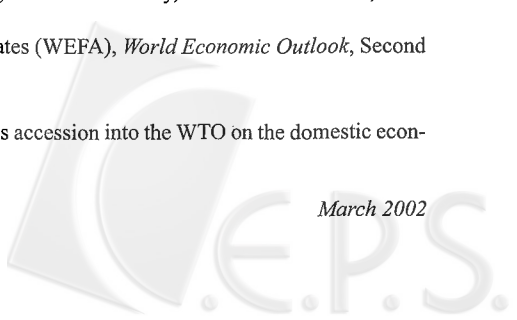 ates (WEFA), World Economic Outlook, Second
s accession into the WTO on the domestic econ-
March 2002
C.E.P.S.